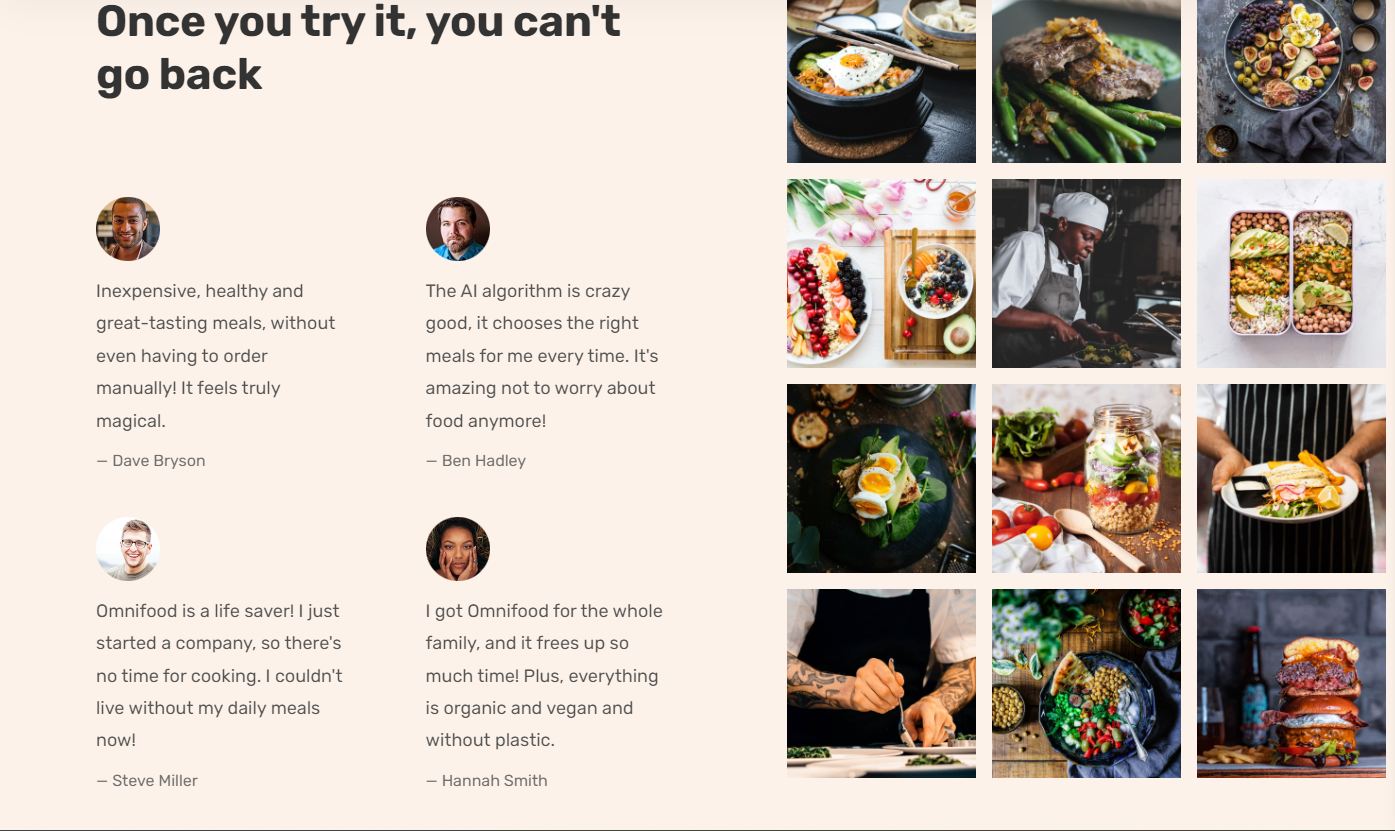 Once you try it, you can't
go back
Inexpensive, healthy and
great-tasting meals, without
even having to order
manually! It feels truly
magical.
— Dave Bryson
The AI algorithm is crazy
good, it chooses the right
meals for me every time. It's
amazing not to worry about
food anymore!
— Ben Hadley
Omnifood is a life saver! I just
started a company, so there's
no time for cooking. I couldn't
live without my daily meals
now!
— Steve Miller
I got Omnifood for the whole
family, and it frees up so
much time! Plus, everything
is organic and vegan and
without plastic.
— Hannah Smith